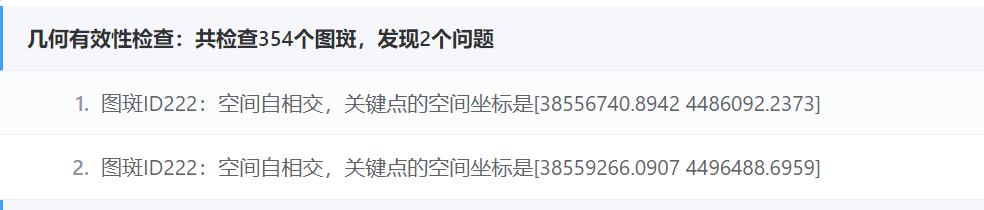 几何有效性检查：共检查354个图斑，发现2个问题
1. 图斑ID222：空间自相交，关键点的空间坐标是[38556740.8942 4486092.2373]
2. 图斑ID222：空间自相交，关键点的空间坐标是[38559266.0907 4496488.6959]